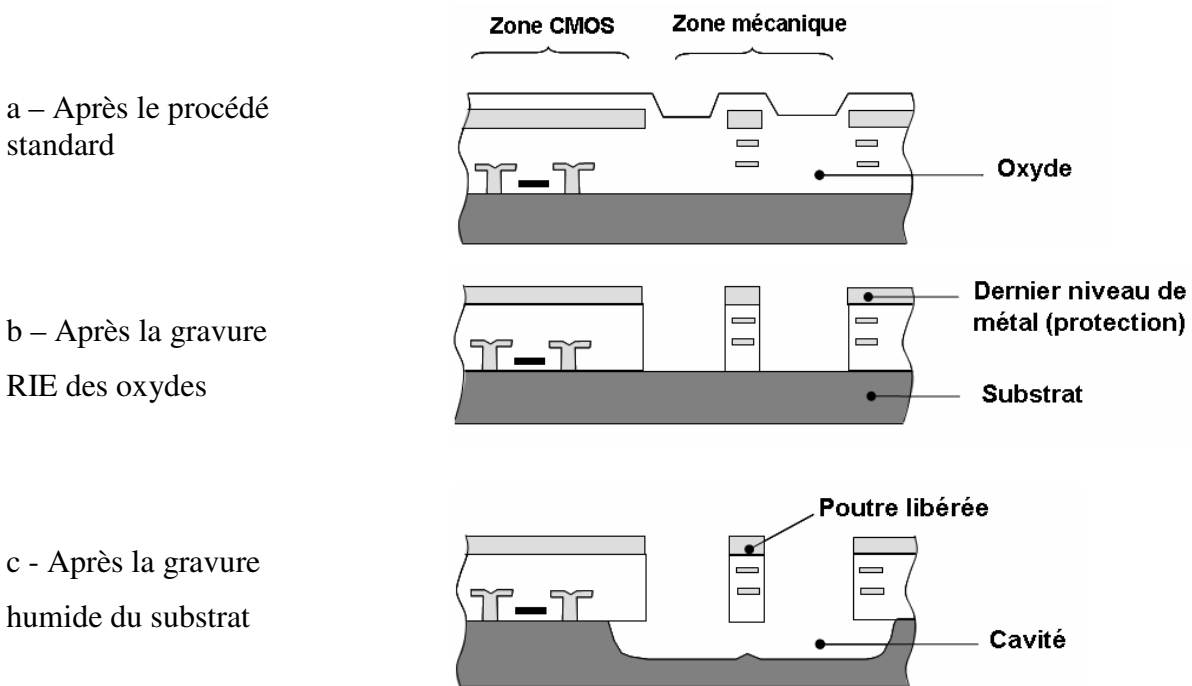 Zone CMOS
Zone mécanique
a – Après le procédé
standard
Oxyde
b – Après la gravure
RIE des oxydes
Dernier niveau de
métal (protection)
Substrat
c - Après la gravure
humide du substrat
Poutre libérée
Cavité